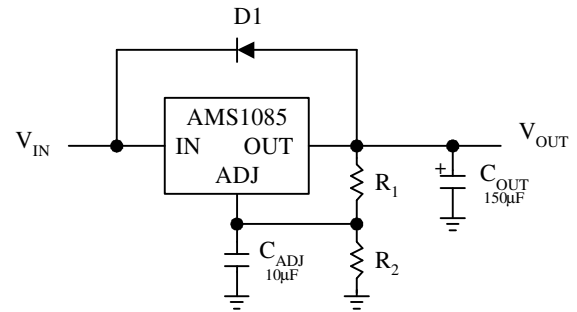 D1
AMS1085
V_IN
IN OUT
ADJ
V_OUT
R_1
+
C_OUT
150μF
C_ADJ
10μF
R_2